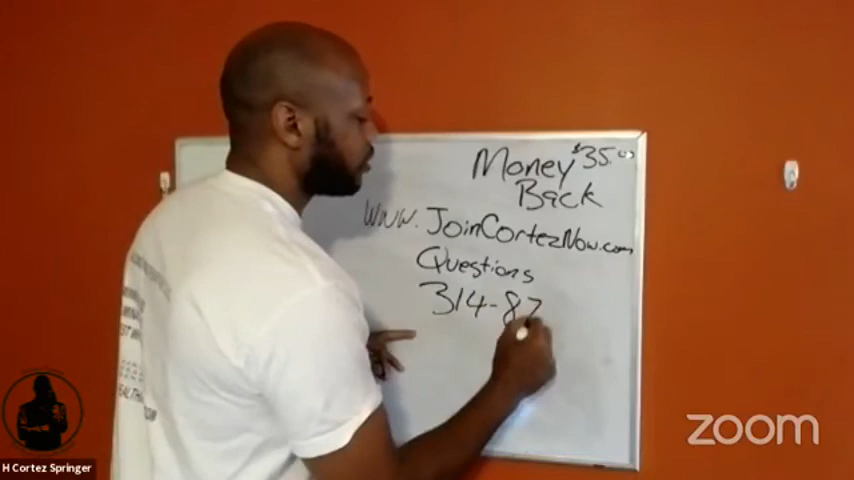 Money $35.00
Back
www.JoinCortezNow.com
Questions
314-87
zoom
H Cortez Springer